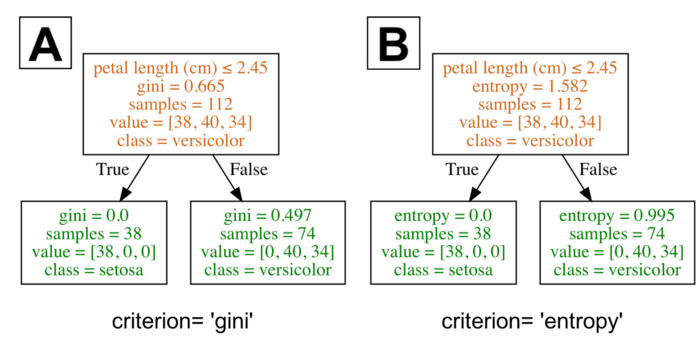 A
petal length (cm) ≤ 2.45
gini = 0.665
samples = 112
value = [38, 40, 34]
class = versicolor
True
False
gini = 0.0
samples = 38
value = [38, 0, 0]
class = setosa
gini = 0.497
samples = 74
value = [0, 40, 34]
class = versicolor
criterion= 'gini'
B
petal length (cm) ≤ 2.45
entropy = 1.582
samples = 112
value = [38, 40, 34]
class = versicolor
True
False
entropy = 0.0
samples = 38
value = [38, 0, 0]
class = setosa
entropy = 0.995
samples = 74
value = [0, 40, 34]
class = versicolor
criterion= 'entropy'